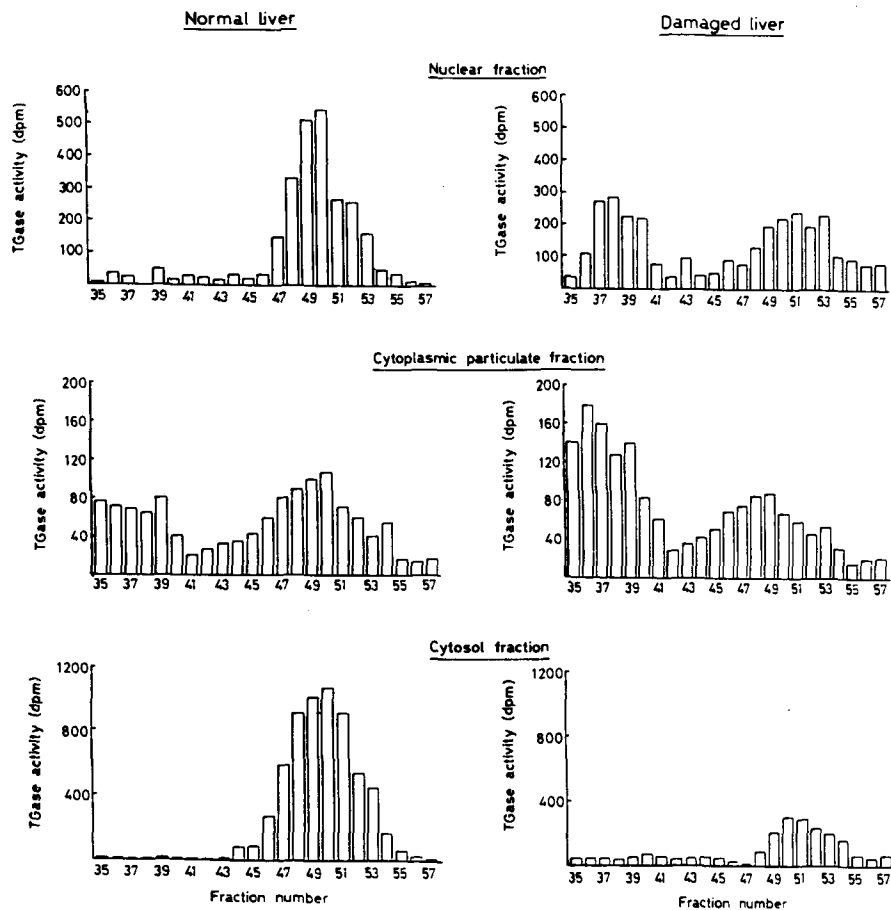 Normal liver
Damaged liver
Nuclear fraction
TGase activity (dpm)
600
500
400
300
200
100
35 37 39 41 43 45 47 49 51 53 55 57
TGase activity (dpm)
600
500
400
300
200
100
35 37 39 41 43 45 47 49 51 53 55 57
Cytoplasmic particulate fraction
TGase activity (dpm)
200
160
120
80
40
35 37 39 41 43 45 47 49 51 53 55 57
TGase activity (dpm)
200
160
120
80
40
35 37 39 41 43 45 47 49 51 53 55 57
Cytosol fraction
TGase activity (dpm)
1200
800
400
35 37 39 41 43 45 47 49 51 53 55 57
Fraction number
TGase activity (dpm)
1200
800
400
35 37 39 41 43 45 47 49 51 53 55 57
Fraction number